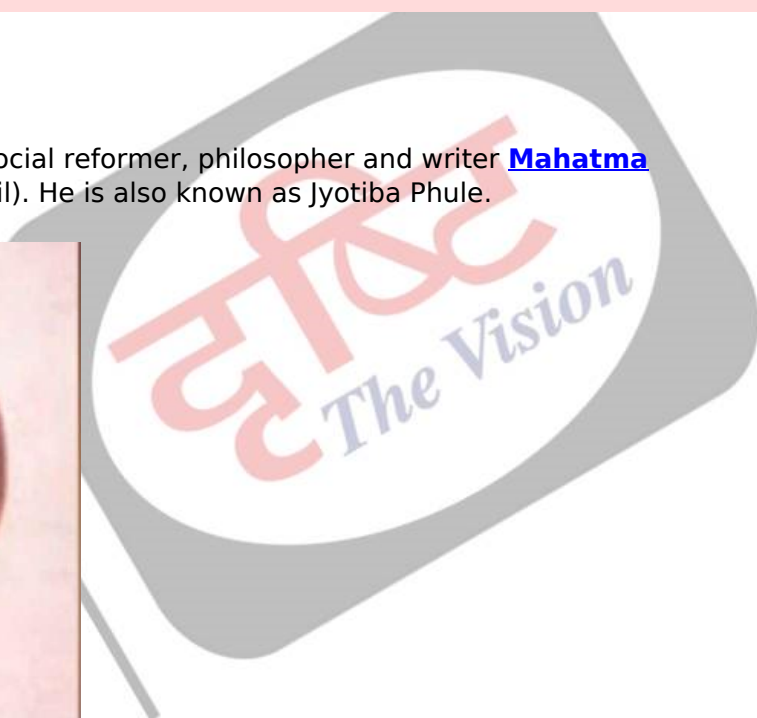 ocial reformer, philosopher and writer Mahatma
il). He is also known as Jyotiba Phule.
दृष्टि
The Vision